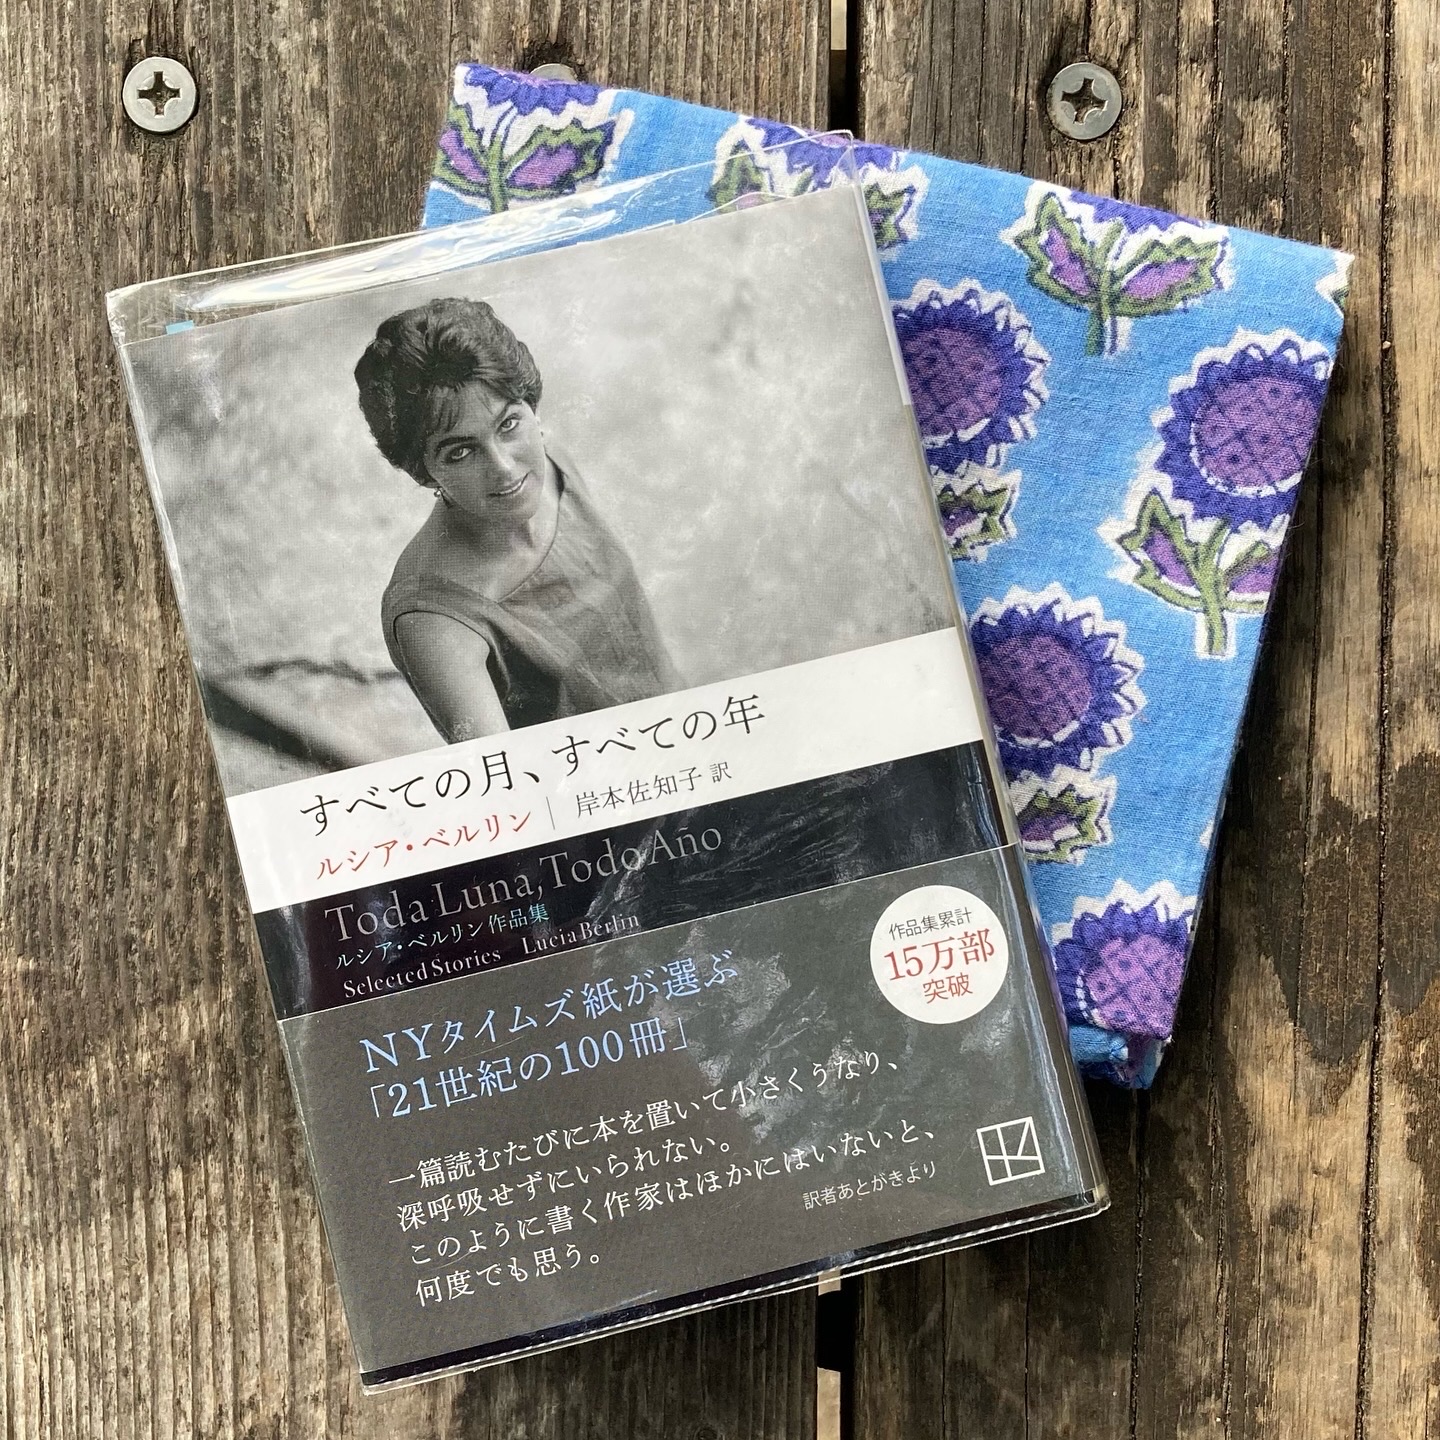 すべての月、すべての年
ルシア・ベルリン｜岸本佐知子 訳
Toda Luna, Todo Año
ルシア・ベルリン作品集
Selected Stories Lucia Berlin
作品集累計
15万部
突破
NYタイムズ紙が選ぶ
「21世紀の100冊」
一篇読むたびに本を置いて小さくうなり、
深呼吸せずにいられない。
このように書く作家はほかにはいないと、
何度でも思う。
訳者あとがきより